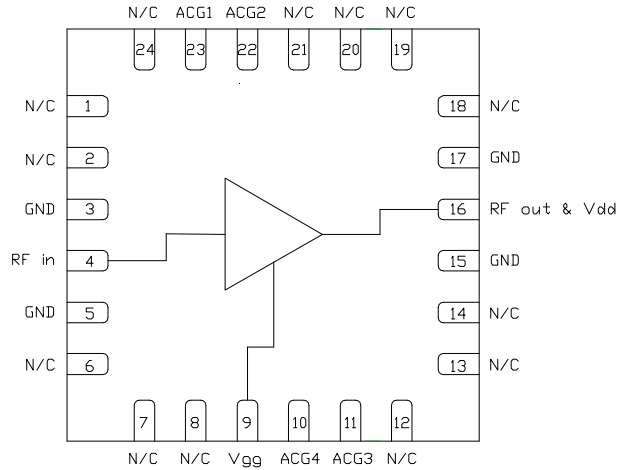 N/C ACG1 ACG2 N/C N/C N/C
24 23 22 21 20 19
N/C 1 18 N/C
N/C 2 17 GND
GND 3 16 RF out & Vdd
RF in 4 15 GND
GND 5 14 N/C
N/C 6 13 N/C
7 8 9 10 11 12
N/C N/C Vgg ACG4 ACG3 N/C